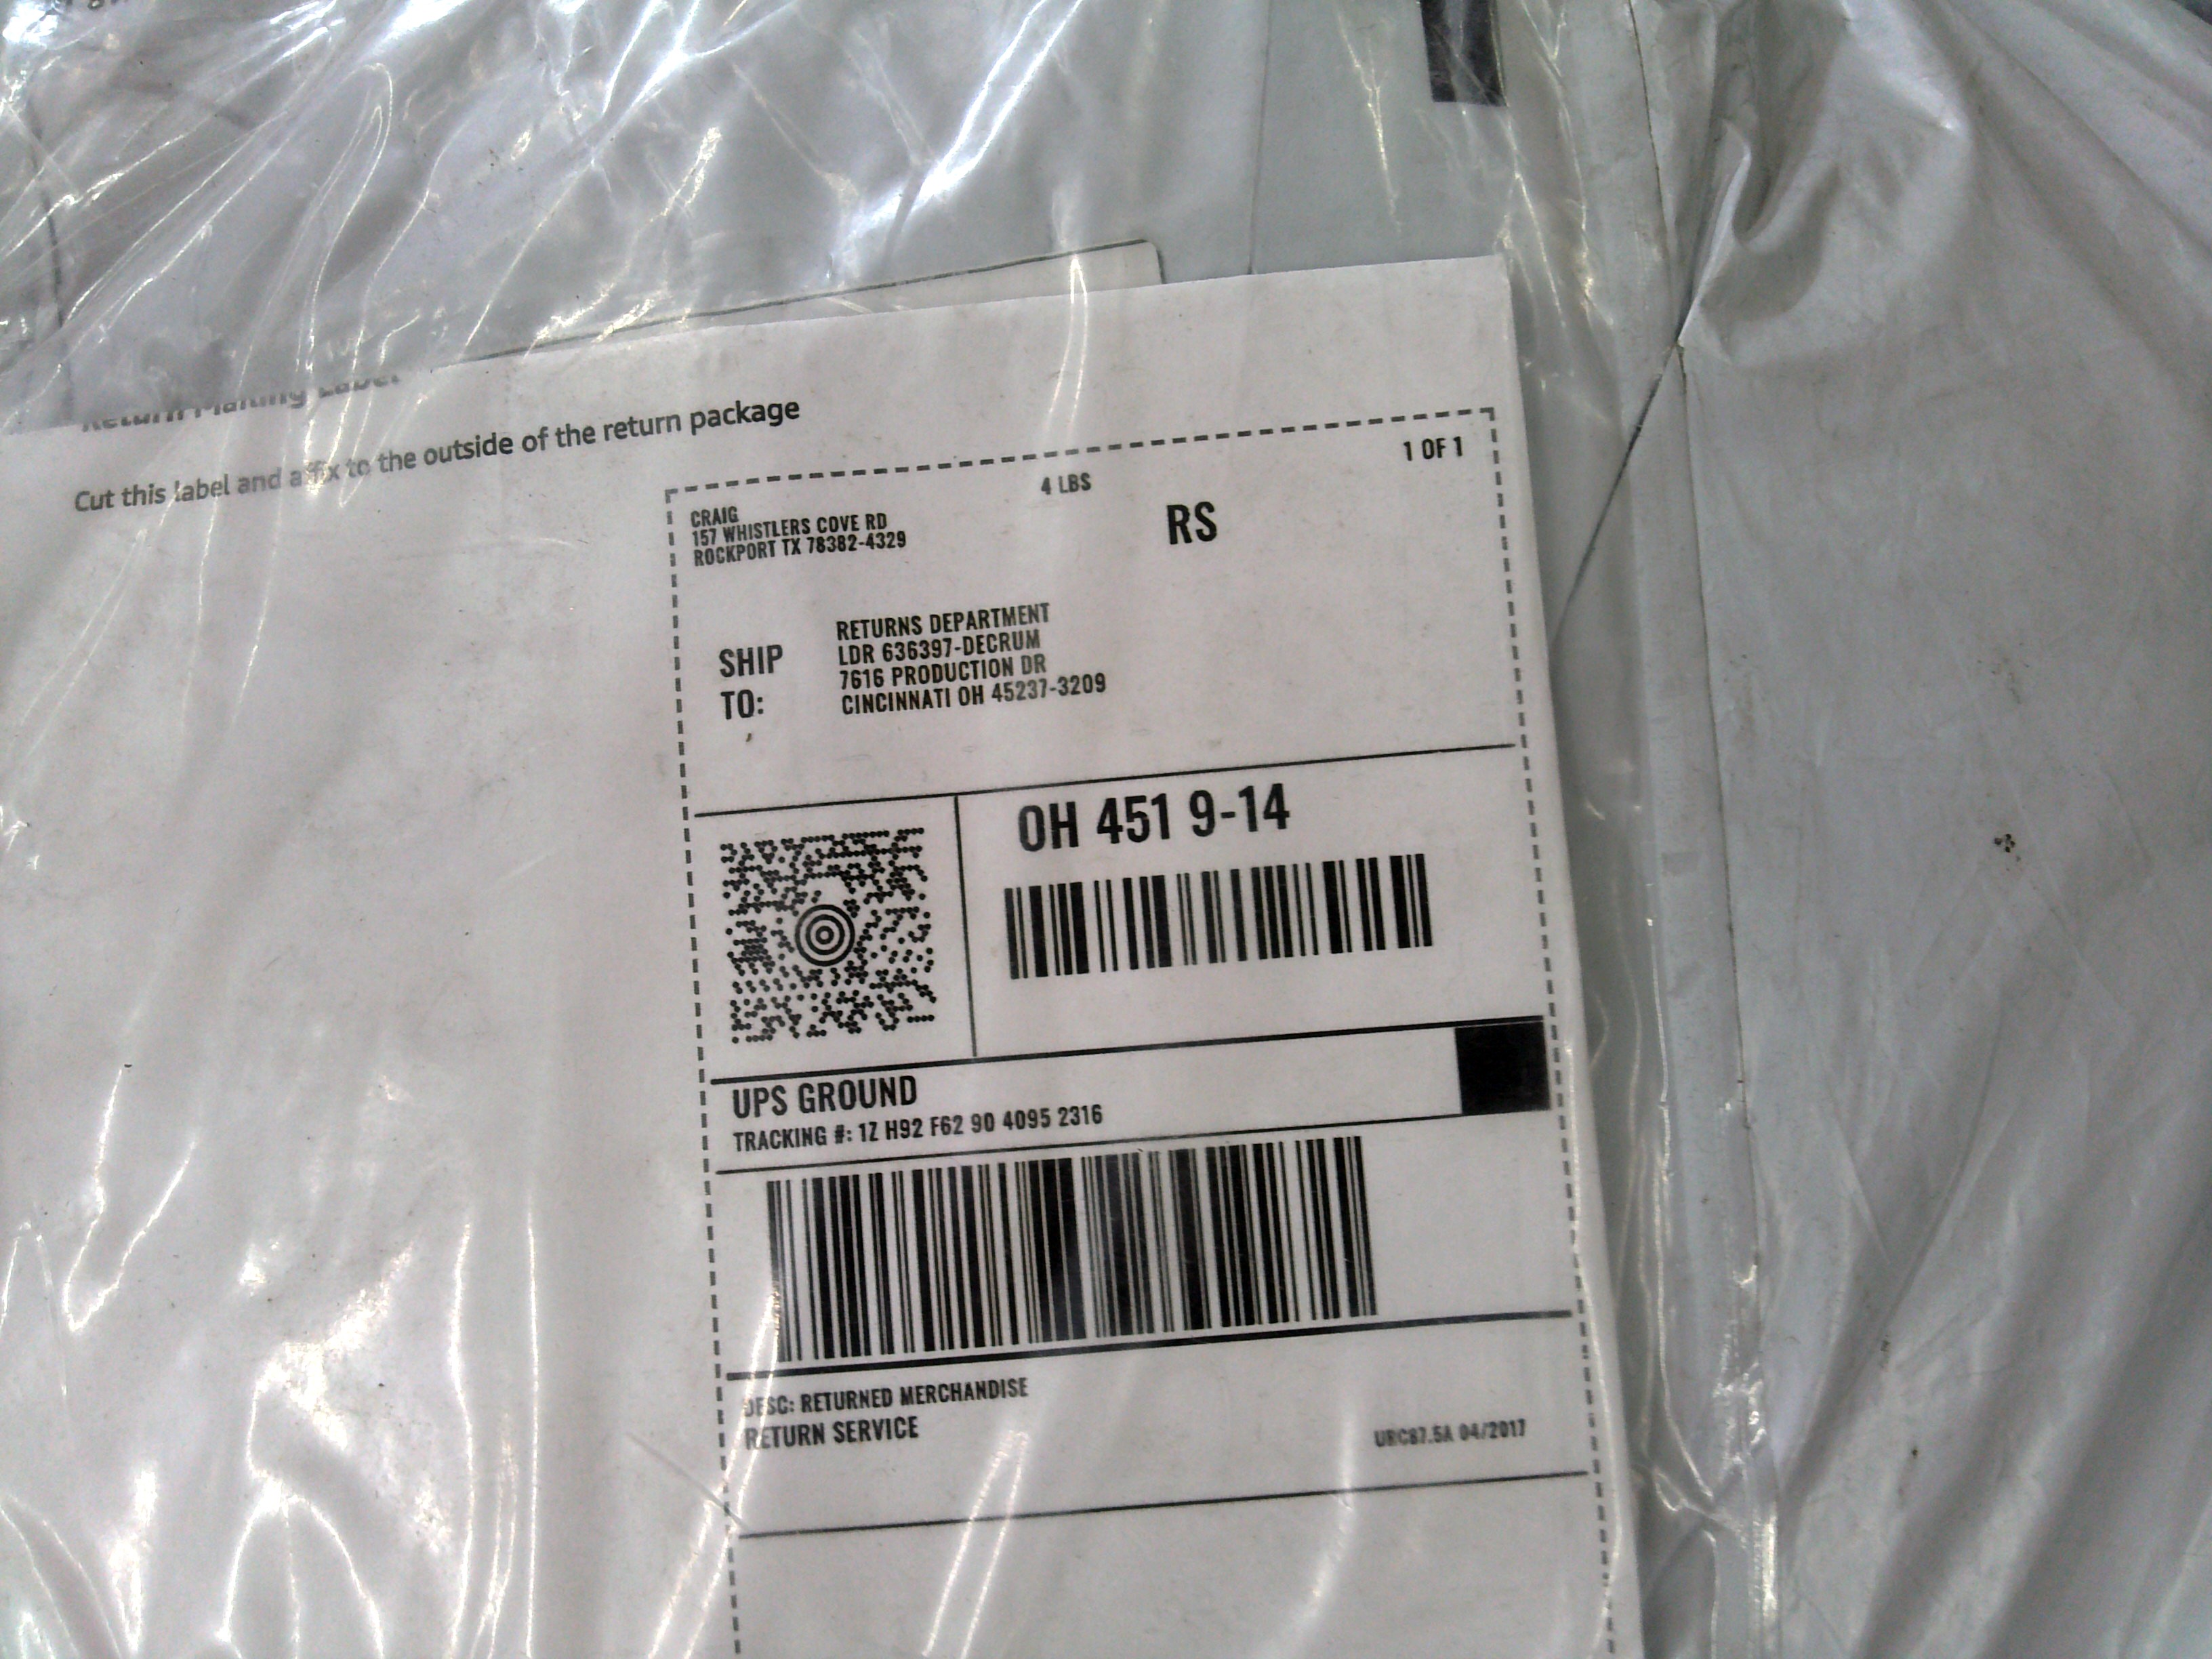 Return Mailing Label
Cut this label and affix to the outside of the return package
1 OF 1
4 LBS
CRAIG
157 WHISTLERS COVE RD
ROCKPORT TX 78382-4329
RS
SHIP
TO:
RETURNS DEPARTMENT
LDR 636397-DECRUM
7616 PRODUCTION DR
CINCINNATI OH 45237-3209
OH 451 9-14
UPS GROUND
TRACKING #: 1Z H92 F62 90 4095 2316
DESC: RETURNED MERCHANDISE
RETURN SERVICE
URC87.5A 04/2017